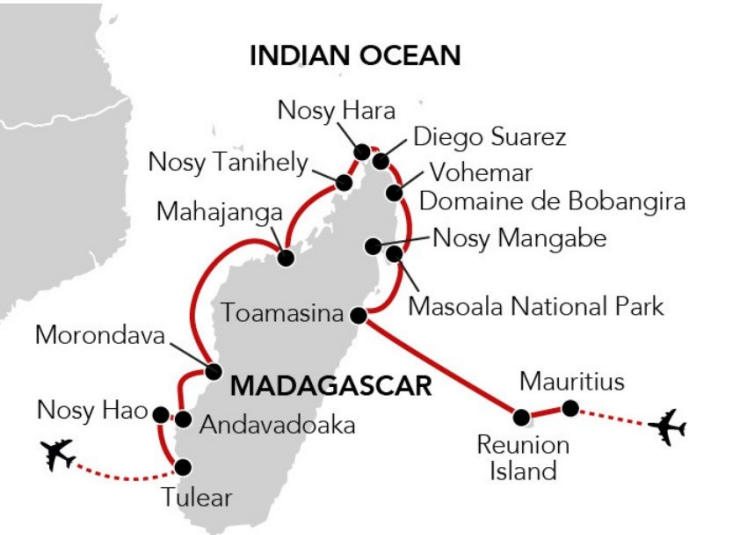 INDIAN OCEAN
Nosy Hara
Diego Suarez
Nosy Tanihely
Vohemar
Domaine de Bobangira
Mahajanga
Nosy Mangabe
Masoala National Park
Toamasina
Morondava
MADAGASCAR
Mauritius
Nosy Hao
Andavadoaka
Reunion
Island
Tulear